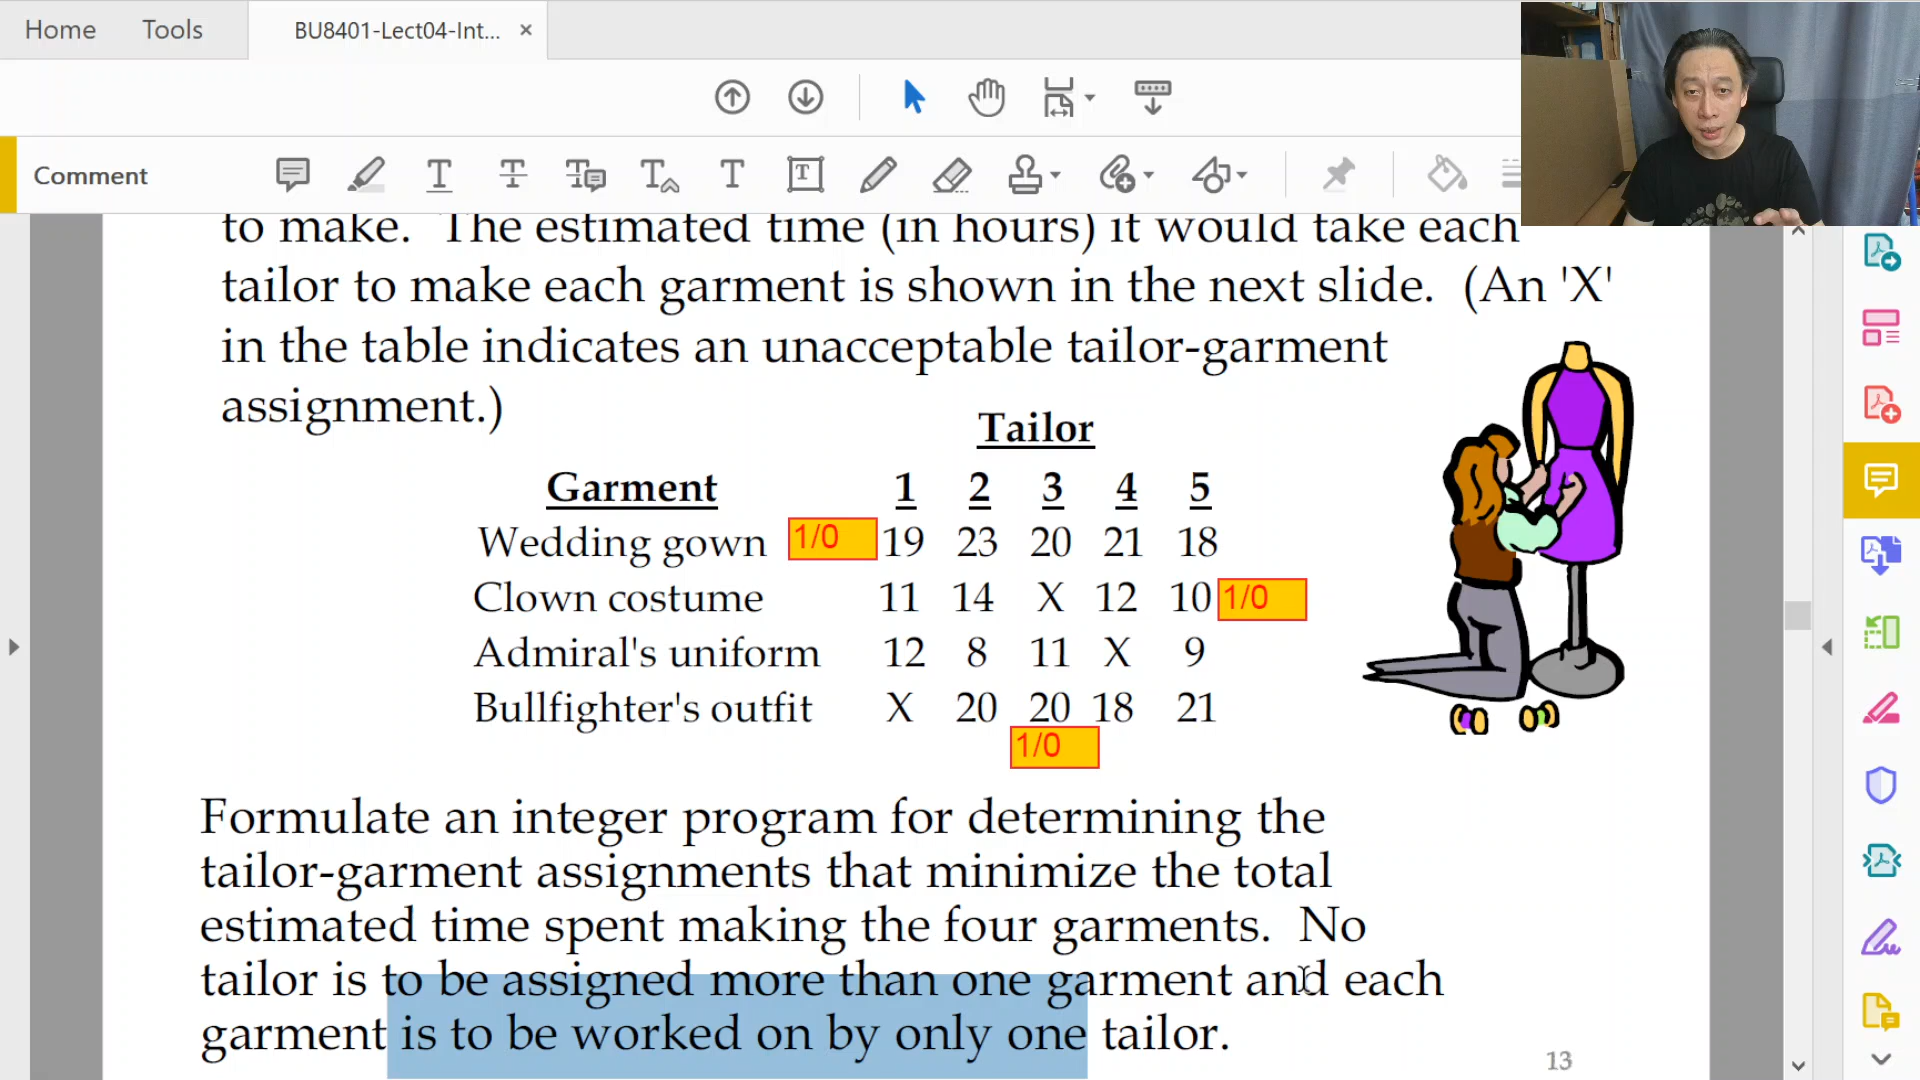 Home Tools BU8401-Lect04-Int... ×
Comment
to make. The estimated time (in hours) it would take each
tailor to make each garment is shown in the next slide. (An 'X'
in the table indicates an unacceptable tailor-garment
assignment.)
Tailor
Garment 1 2 3 4 5
Wedding gown 1/0 19 23 20 21 18
Clown costume 11 14 X 12 10 1/0
Admiral's uniform 12 8 11 X 9
Bullfighter's outfit X 20 20 18 21
1/0
Formulate an integer program for determining the
tailor-garment assignments that minimize the total
estimated time spent making the four garments. No
tailor is to be assigned more than one garment and each
garment is to be worked on by only one tailor.
13